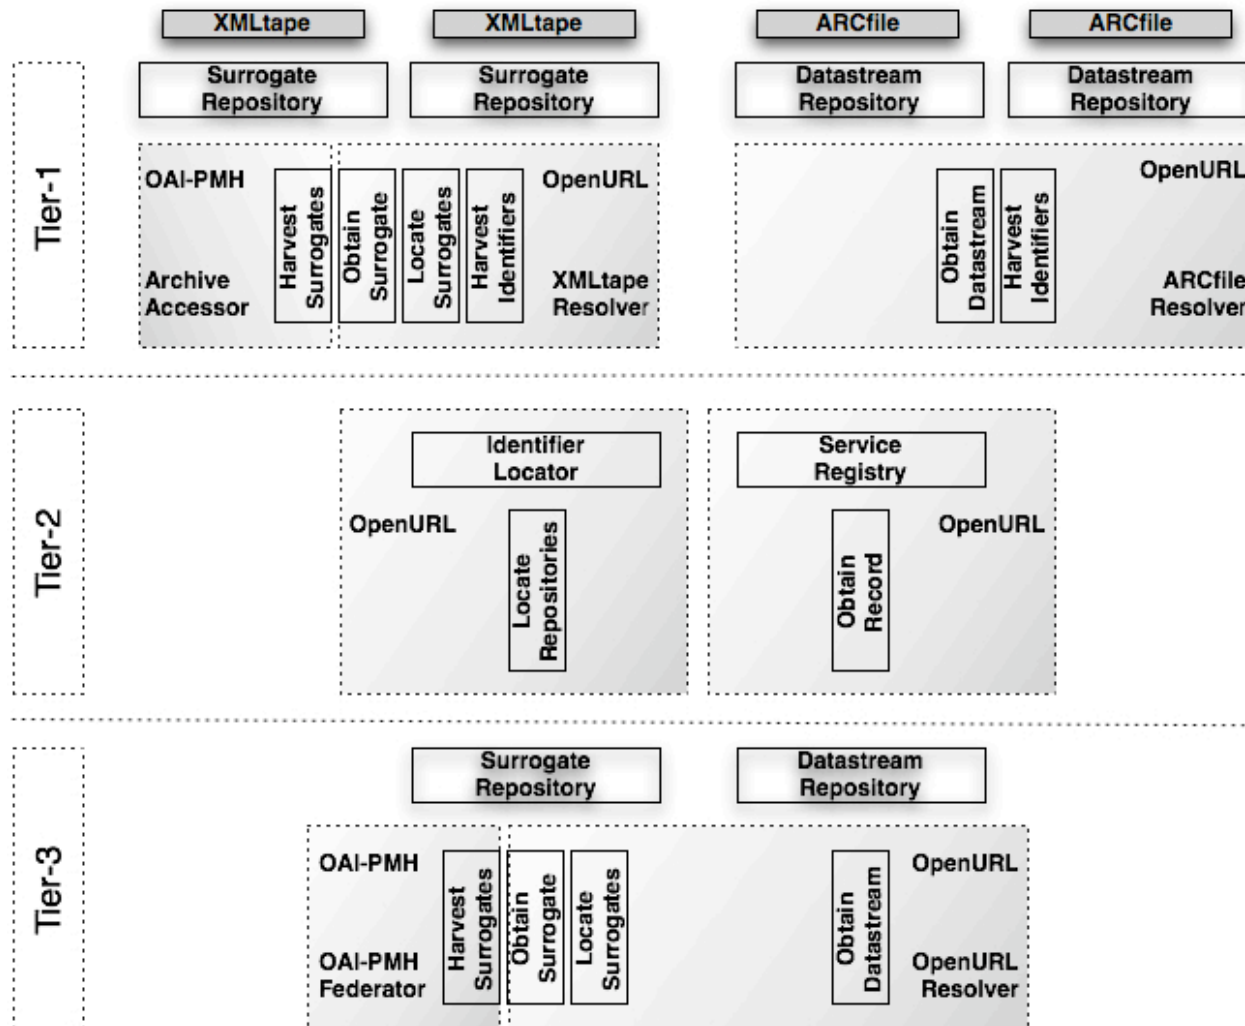 XMLtape
XMLtape
ARCfile
ARCfile
Tier-1
Surrogate
Repository
Surrogate
Repository
Datastream
Repository
Datastream
Repository
OAI-PMH
Archive
Accessor
Harvest
Surrogates
Obtain
Surrogate
Locate
Surrogates
Harvest
Identifiers
OpenURL
XMLtape
Resolver
Obtain
Datastream
Harvest
Identifiers
OpenURL
ARCfile
Resolver
Tier-2
Identifier
Locator
OpenURL
Locate
Repositories
Service
Registry
Obtain
Record
OpenURL
Tier-3
Surrogate
Repository
Datastream
Repository
OAI-PMH
OAI-PMH
Federator
Harvest
Surrogates
Obtain
Surrogate
Locate
Surrogates
Obtain
Datastream
OpenURL
OpenURL
Resolver